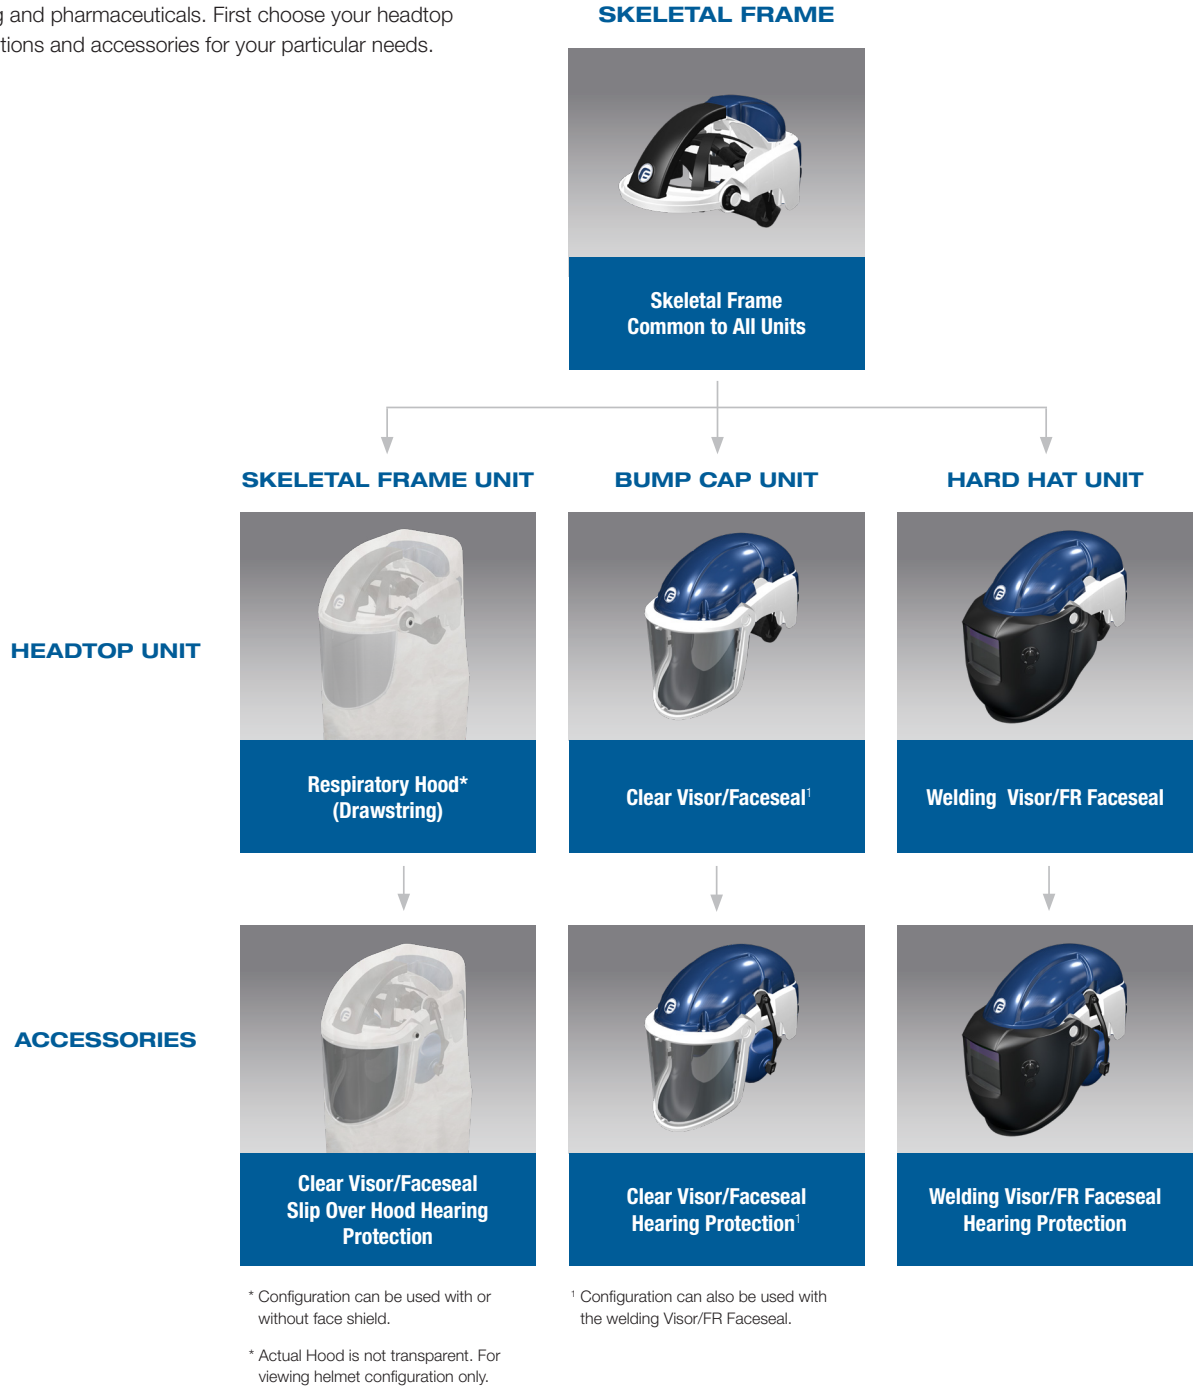 and pharmaceuticals. First choose your headtop
tions and accessories for your particular needs.
SKELETAL FRAME
Skeletal Frame
Common to All Units
SKELETAL FRAME UNIT
BUMP CAP UNIT
HARD HAT UNIT
HEADTOP UNIT
Respiratory Hood*
(Drawstring)
Clear Visor/Faceseal¹
Welding Visor/FR Faceseal
ACCESSORIES
Clear Visor/Faceseal
Slip Over Hood Hearing
Protection
Clear Visor/Faceseal
Hearing Protection¹
Welding Visor/FR Faceseal
Hearing Protection
* Configuration can be used with or
without face shield.
* Actual Hood is not transparent. For
viewing helmet configuration only.
¹ Configuration can also be used with
the welding Visor/FR Faceseal.